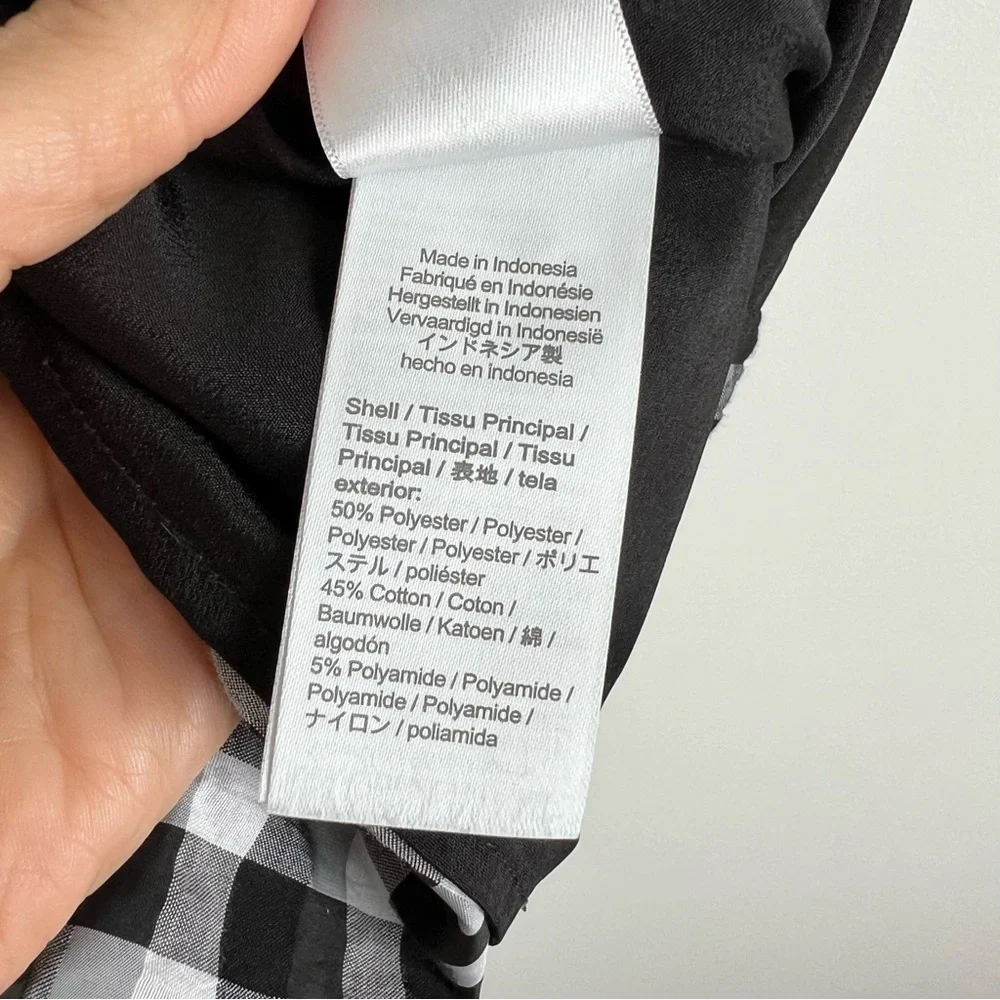 Made in Indonesia
Fabriqué en Indonésie
Hergestellt in Indonesien
Vervaardigd in Indonesië
インドネシア製
hecho en indonesia
Shell / Tissu Principal /
Tissu Principal / Tissu
Principal / 表地 / tela
exterior:
50% Polyester / Polyester /
Polyester / Polyester / ポリエ
ステル / poliéster
45% Cotton / Coton /
Baumwolle / Katoen / 綿 /
algodón
5% Polyamide / Polyamide /
Polyamide / Polyamide /
ナイロン / poliamida